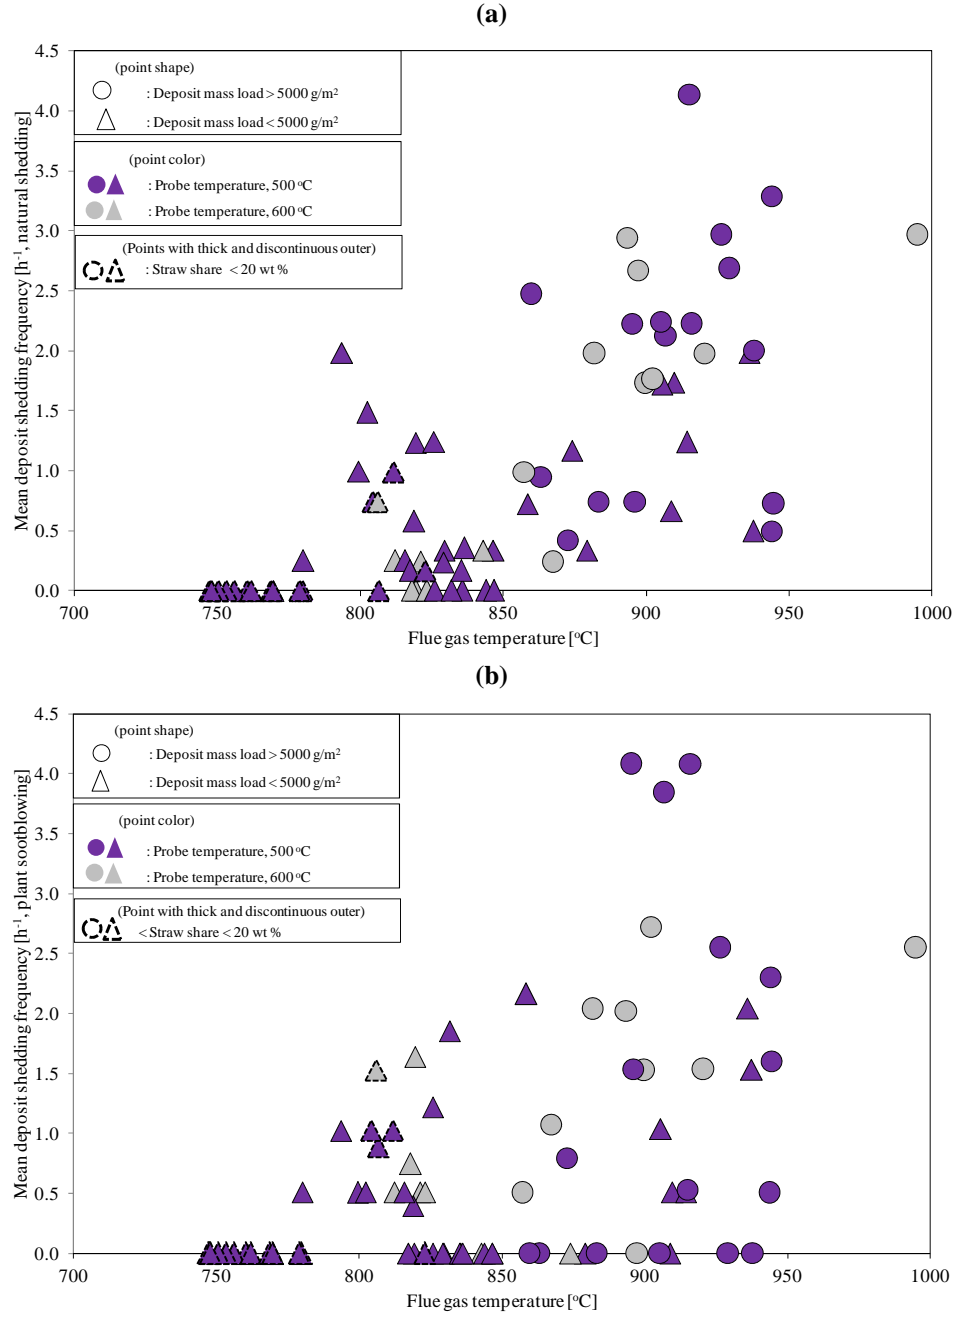 (a)
Mean deposit shedding frequency [h⁻¹, natural shedding]
4.5
4.0
3.5
3.0
2.5
2.0
1.5
1.0
0.5
0.0
(point shape)
: Deposit mass load > 5000 g/m²
: Deposit mass load < 5000 g/m²
(point color)
: Probe temperature, 500 °C
: Probe temperature, 600 °C
(Points with thick and discontinuous outer)
: Straw share < 20 wt %
700 750 800 850 900 950 1000
Flue gas temperature [°C]
(b)
Mean deposit shedding frequency [h⁻¹, plant sootblowing]
4.5
4.0
3.5
3.0
2.5
2.0
1.5
1.0
0.5
0.0
(point shape)
: Deposit mass load > 5000 g/m²
: Deposit mass load < 5000 g/m²
(point color)
: Probe temperature, 500 °C
: Probe temperature, 600 °C
(Point with thick and discontinuous outer)
< Straw share < 20 wt %
700 750 800 850 900 950 1000
Flue gas temperature [°C]